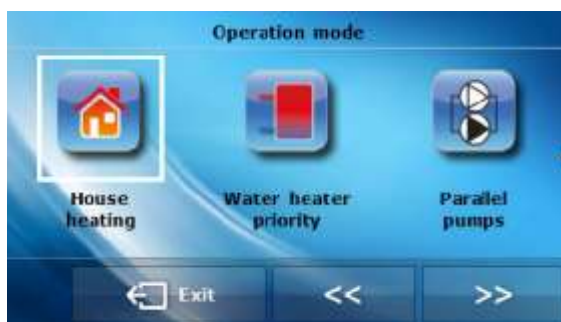 Operation mode
House
heating
Water heater
priority
Parallel
pumps
Exit
<<
>>